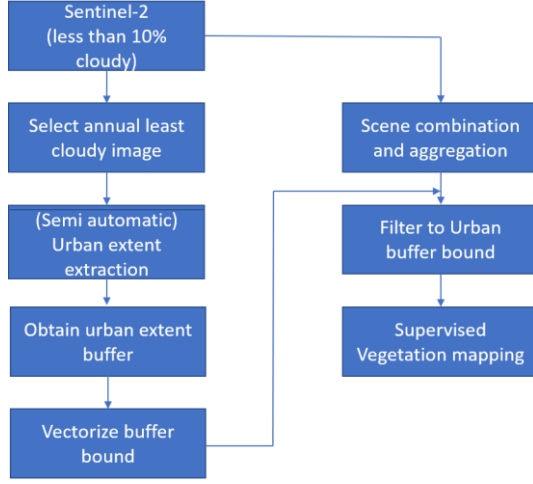 Sentinel-2
(less than 10%
cloudy)
Select annual least
cloudy image
(Semi automatic)
Urban extent
extraction
Obtain urban extent
buffer
Vectorize buffer
bound
Scene combination
and aggregation
Filter to Urban
buffer bound
Supervised
Vegetation mapping